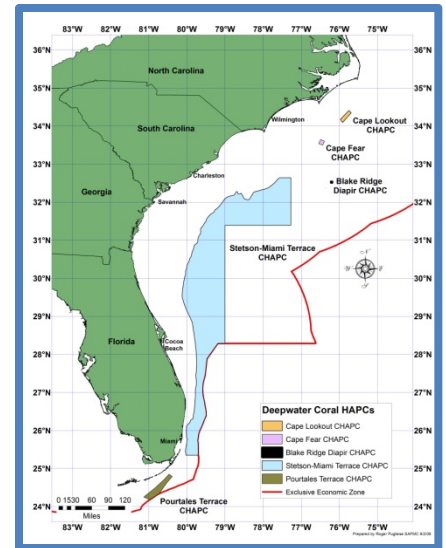 83°W 82°W 81°W 80°W 79°W 78°W 77°W 76°W 75°W
36°N 36°N
35°N 35°N
34°N 34°N
33°N 33°N
32°N 32°N
31°N 31°N
30°N 30°N
29°N 29°N
28°N 28°N
27°N 27°N
26°N 26°N
25°N 25°N
24°N 24°N
North Carolina
Wilmington
Cape Lookout
CHAPC
South Carolina
Cape Fear
CHAPC
Charleston
Blake Ridge
Diapir CHAPC
Georgia
Savannah
Stetson-Miami Terrace
CHAPC
Florida
Cocoa
Beach
Miami
Deepwater Coral HAPCs
Cape Lookout CHAPC
Cape Fear CHAPC
Blake Ridge Diapir CHAPC
Stetson-Miami Terrace CHAPC
Pourtales Terrace CHAPC
Exclusive Economic Zone
Pourtales Terrace
CHAPC
0 15 30 60 90 120
Miles
83°W 82°W 81°W 80°W 79°W 78°W 77°W 76°W 75°W
Prepared by Roger Pugliese SAFMC